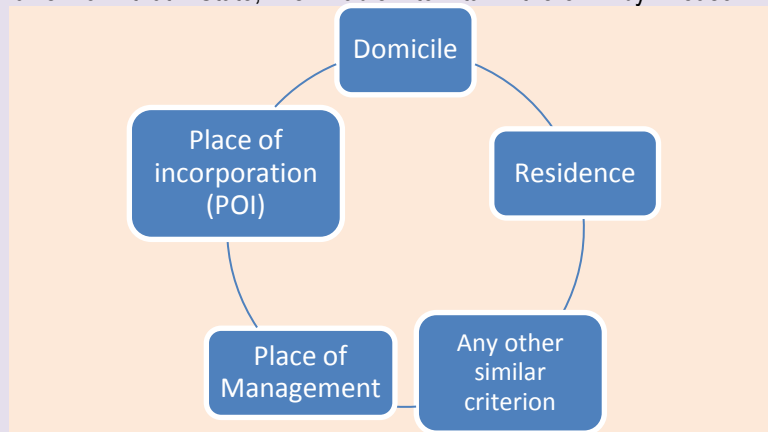 Domicile
Residence
Any other
similar
criterion
Place of
Management
Place of
incorporation
(POI)